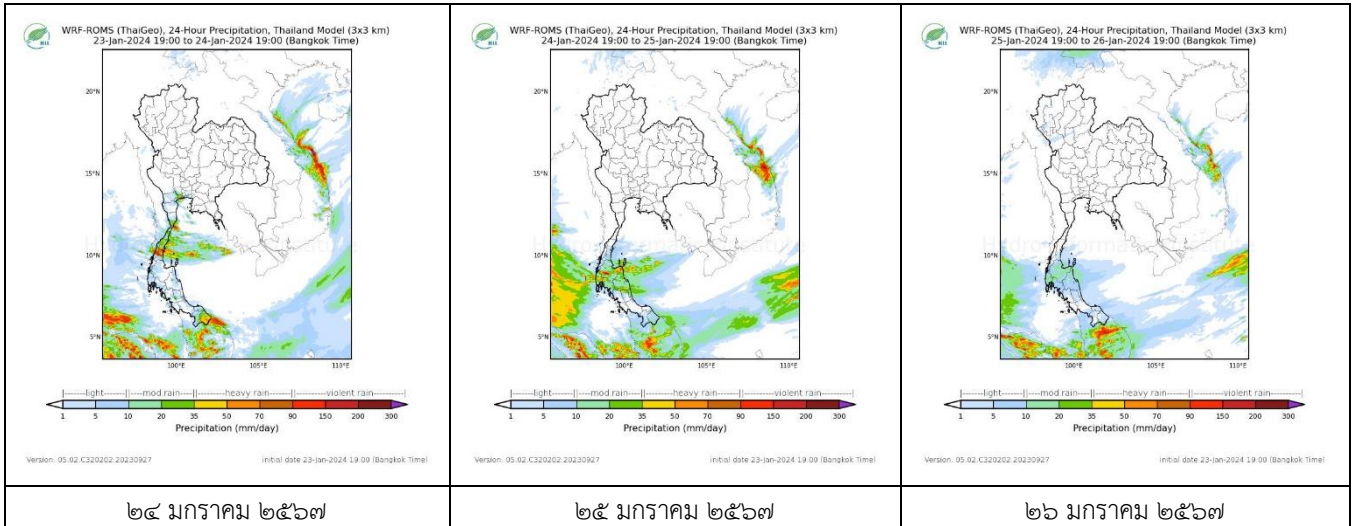 WRF-ROMS (ThaiGeo), 24-Hour Precipitation, Thailand Model (3x3 km)
23-Jan-2024 19:00 to 24-Jan-2024 19:00 (Bangkok Time)
HII
20°N
15°N
10°N
5°N
100°E 105°E 110°E
light mod rain heavy rain violent rain
1 5 10 20 35 50 70 90 150 200 300
Precipitation (mm/day)
Version: 05.02.C320202.20230927 initial date 23-Jan-2024 19:00 (Bangkok Time)
๒๔ มกราคม ๒๕๖๗
WRF-ROMS (ThaiGeo), 24-Hour Precipitation, Thailand Model (3x3 km)
24-Jan-2024 19:00 to 25-Jan-2024 19:00 (Bangkok Time)
HII
20°N
15°N
10°N
5°N
100°E 105°E 110°E
light mod rain heavy rain violent rain
1 5 10 20 35 50 70 90 150 200 300
Precipitation (mm/day)
Version: 05.02.C320202.20230927 initial date 23-Jan-2024 19:00 (Bangkok Time)
๒๕ มกราคม ๒๕๖๗
WRF-ROMS (ThaiGeo), 24-Hour Precipitation, Thailand Model (3x3 km)
25-Jan-2024 19:00 to 26-Jan-2024 19:00 (Bangkok Time)
HII
20°N
15°N
10°N
5°N
100°E 105°E 110°E
light mod rain heavy rain violent rain
1 5 10 20 35 50 70 90 150 200 300
Precipitation (mm/day)
Version: 05.02.C320202.20230927 initial date 23-Jan-2024 19:00 (Bangkok Time)
๒๖ มกราคม ๒๕๖๗